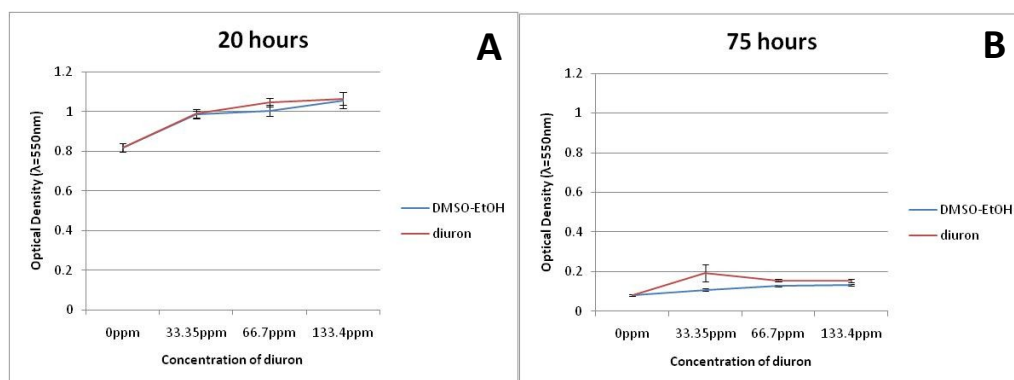 20 hours
A
1.2
1
0.8
0.6
0.4
0.2
0
Optical Density (λ=550nm)
0ppm 33.35ppm 66.7ppm 133.4ppm
Concentration of diuron
DMSO-EtOH
diuron
75 hours
B
1.2
1
0.8
0.6
0.4
0.2
0
Optical Density (λ=550nm)
0ppm 33.35ppm 66.7ppm 133.4ppm
Concentration of diuron
DMSO-EtOH
diuron